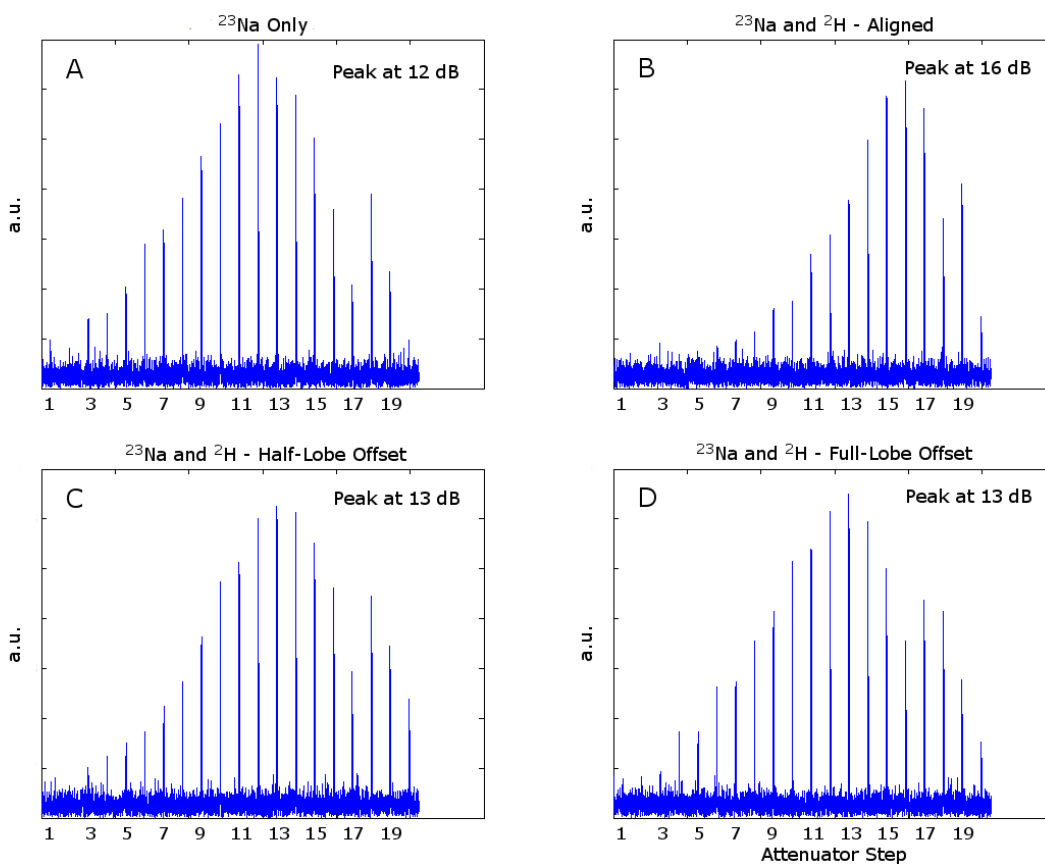 ²³Na Only
A
Peak at 12 dB
a.u.
1 3 5 7 9 11 13 15 17 19
²³Na and ²H - Aligned
B
Peak at 16 dB
a.u.
1 3 5 7 9 11 13 15 17 19
²³Na and ²H - Half-Lobe Offset
C
Peak at 13 dB
a.u.
1 3 5 7 9 11 13 15 17 19
²³Na and ²H - Full-Lobe Offset
D
Peak at 13 dB
a.u.
1 3 5 7 9 11 13 15 17 19
Attenuator Step